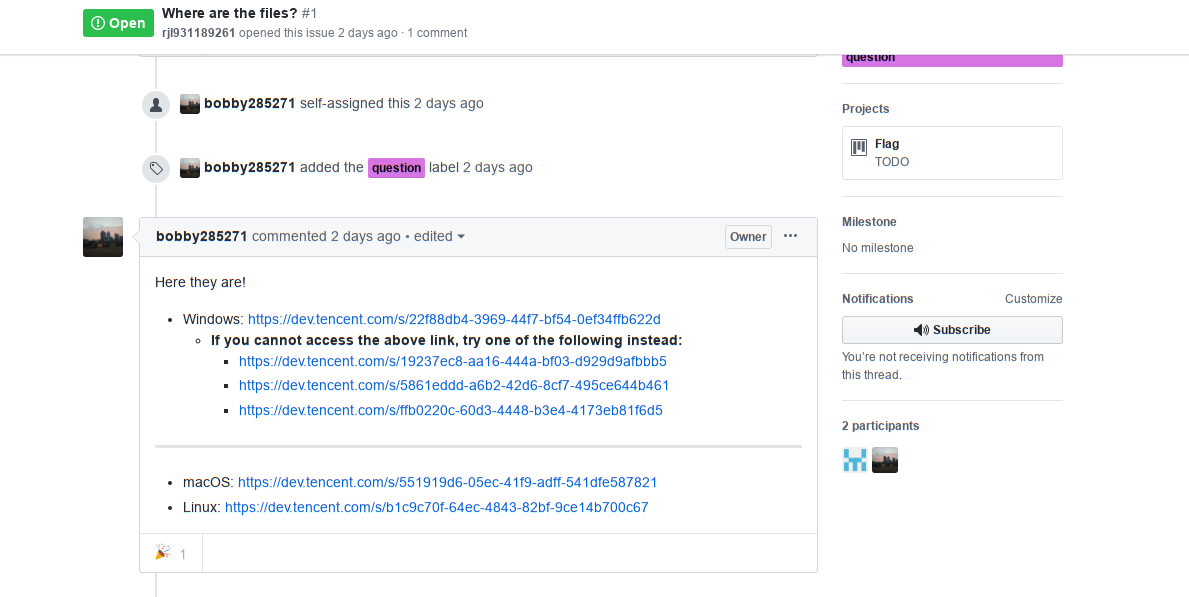 Open
Where are the files? #1
rjl931189261 opened this issue 2 days ago · 1 comment
bobby285271 self-assigned this 2 days ago
bobby285271 added the question label 2 days ago
bobby285271 commented 2 days ago • edited
Owner
Here they are!
Windows: https://dev.tencent.com/s/22f88db4-3969-44f7-bf54-0ef34ffb622d
If you cannot access the above link, try one of the following instead:
https://dev.tencent.com/s/19237ec8-aa16-444a-bf03-d929d9afbbb5
https://dev.tencent.com/s/5861eddd-a6b2-42d6-8cf7-495ce644b461
https://dev.tencent.com/s/ffb0220c-60d3-4448-b3e4-4173eb81f6d5
macOS: https://dev.tencent.com/s/551919d6-05ec-41f9-adff-541dfe587821
Linux: https://dev.tencent.com/s/b1c9c70f-64ec-4843-82bf-9ce14b700c67
🎉 1
question
Projects
Flag
TODO
Milestone
No milestone
Notifications
Customize
Subscribe
You're not receiving notifications from
this thread.
2 participants